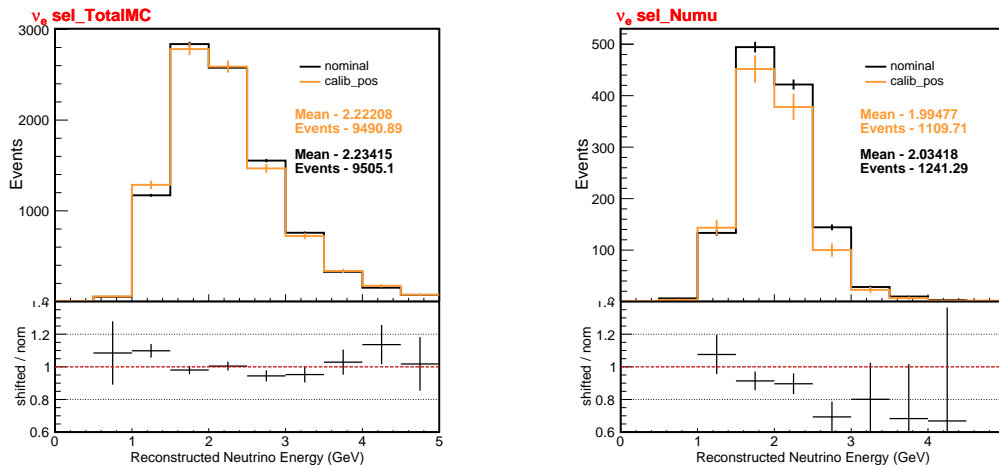 ν_e sel_TotalMC
3000
2000
1000
Events
nominal
calib_pos
Mean - 2.22208
Events - 9490.89
Mean - 2.23415
Events - 9505.1
1.2
1
0.8
0.6
shifted / nom
0 1 2 3 4 5
Reconstructed Neutrino Energy (GeV)
ν_e sel_Numu
500
400
300
200
100
Events
nominal
calib_pos
Mean - 1.99477
Events - 1109.71
Mean - 2.03418
Events - 1241.29
1.2
1
0.8
0.6
shifted / nom
0 1 2 3 4
Reconstructed Neutrino Energy (GeV)